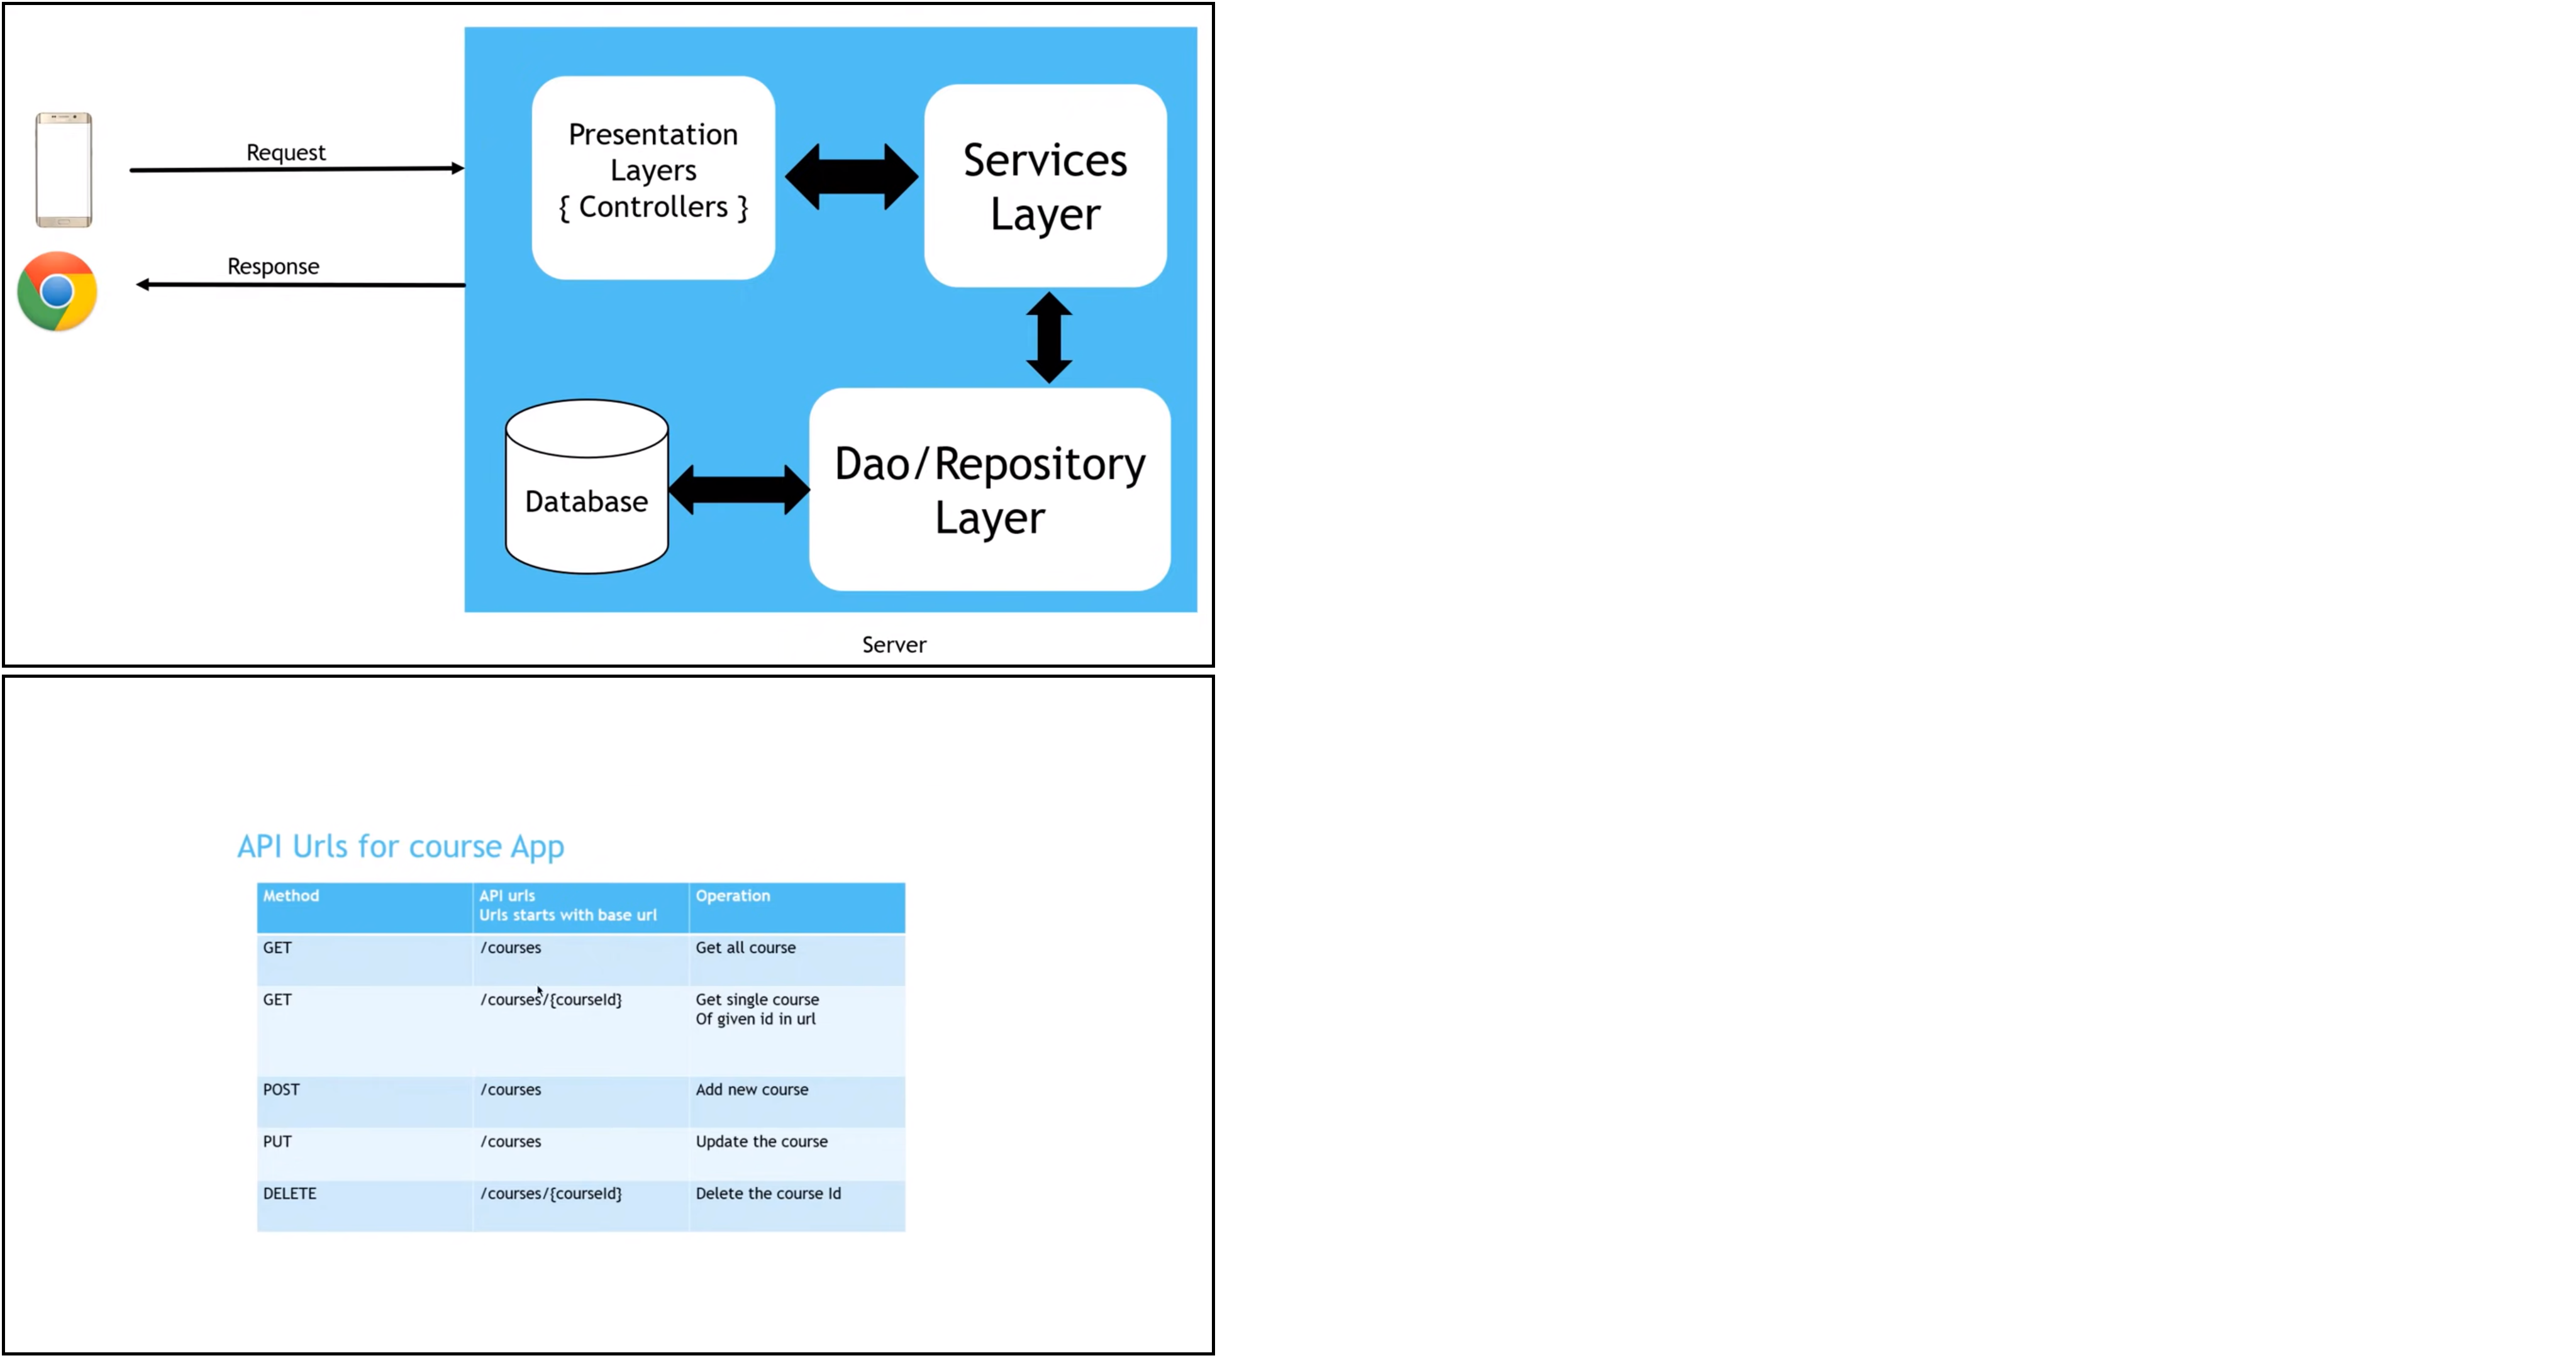 Request
Response
Presentation
Layers
{ Controllers }
Services
Layer
Database
Dao/Repository
Layer
Server
API Urls for course App
Method
API urls
Urls starts with base url
Operation
GET
/courses
Get all course
GET
/courses/{courseId}
Get single course
Of given id in url
POST
/courses
Add new course
PUT
/courses
Update the course
DELETE
/courses/{courseId}
Delete the course Id